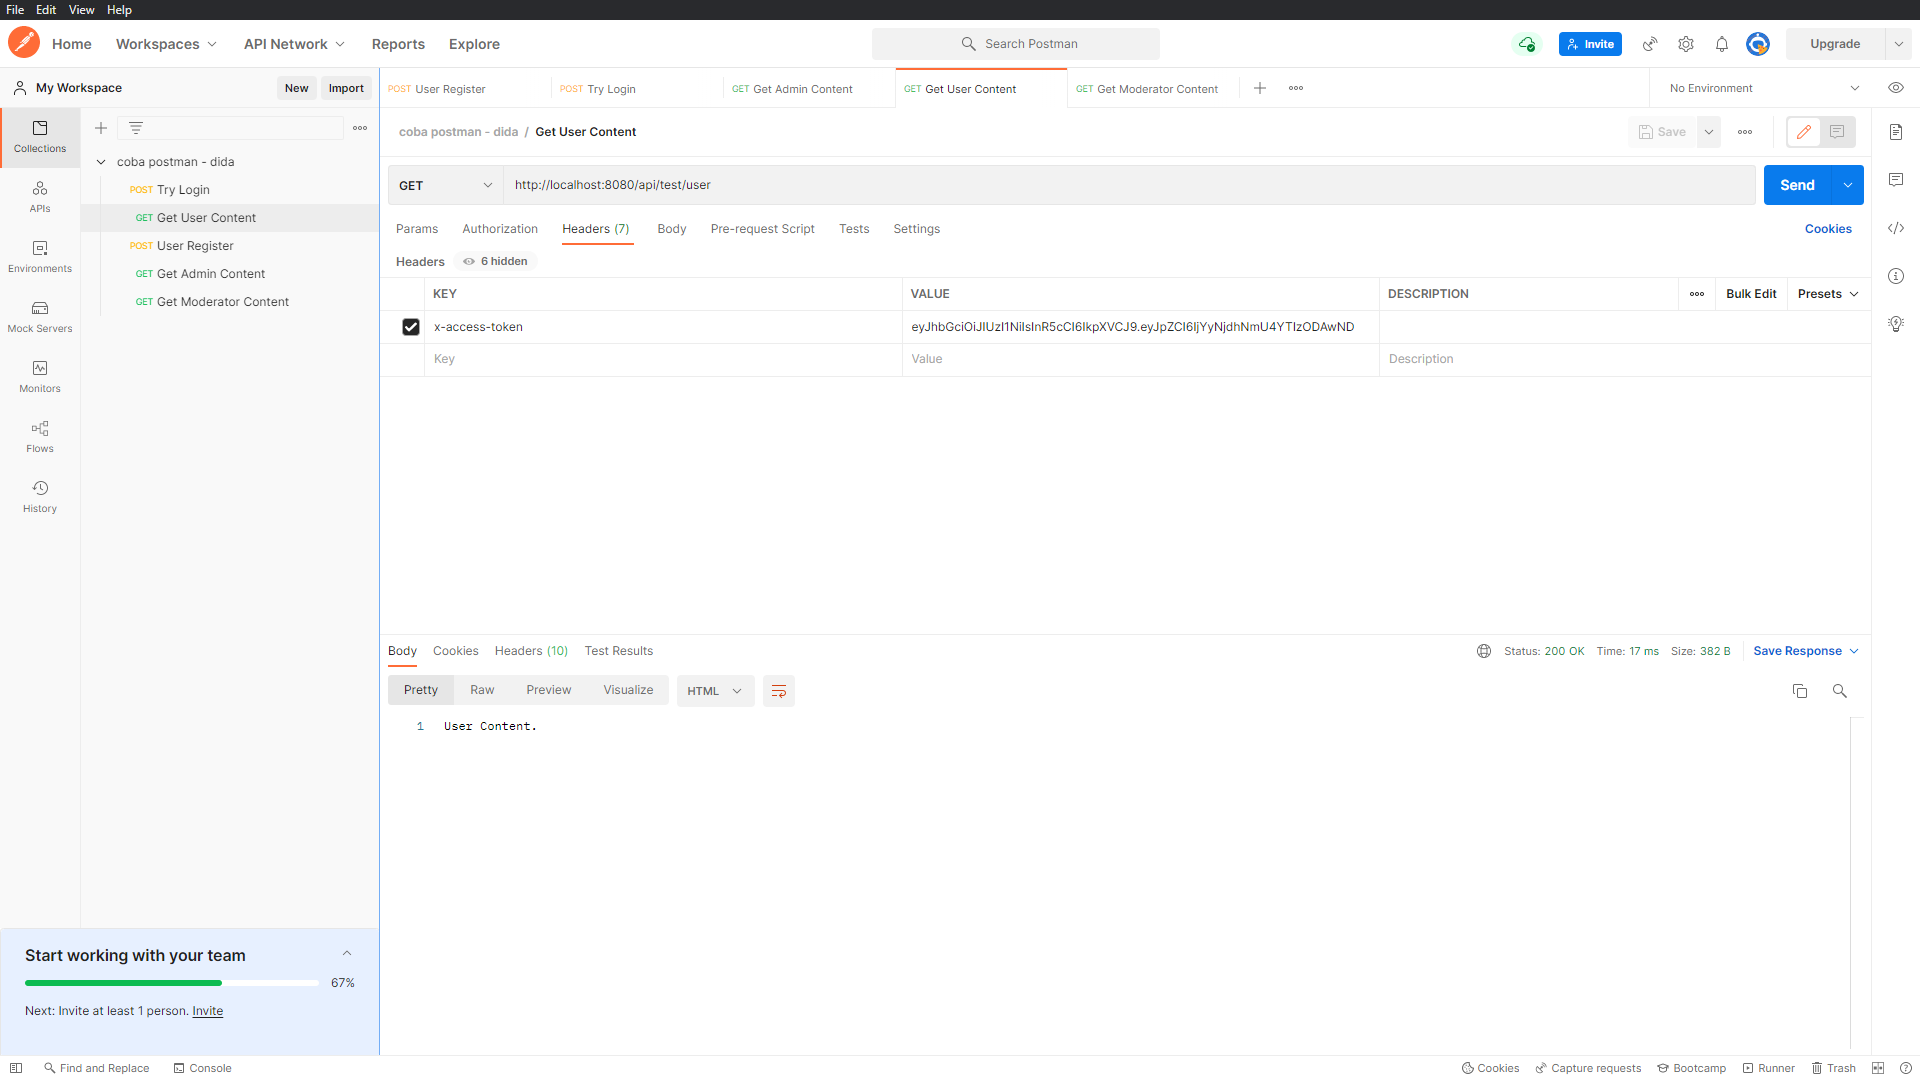 File Edit View Help
Home Workspaces API Network Reports Explore Search Postman Invite Upgrade
My Workspace New Import POST User Register POST Try Login GET Get Admin Content GET Get User Content GET Get Moderator Content No Environment
Collections
APIs
Environments
Mock Servers
Monitors
Flows
History
coba postman - dida
POST Try Login
GET Get User Content
POST User Register
GET Get Admin Content
GET Get Moderator Content
coba postman - dida / Get User Content Save
GET http://localhost:8080/api/test/user Send
Params Authorization Headers (7) Body Pre-request Script Tests Settings Cookies
Headers 6 hidden
KEY VALUE DESCRIPTION Bulk Edit Presets
x-access-token eyJhbGciOiJIUzI1NiIsInR5cCI6IkpXVCJ9.eyJpZCI6IjYyNjdhNmU4YTIzODAwND
Key Value Description
Body Cookies Headers (10) Test Results Status: 200 OK Time: 17 ms Size: 382 B Save Response
Pretty Raw Preview Visualize HTML
1 User Content.
Start working with your team
67%
Next: Invite at least 1 person. Invite
Find and Replace Console Cookies Capture requests Bootcamp Runner Trash